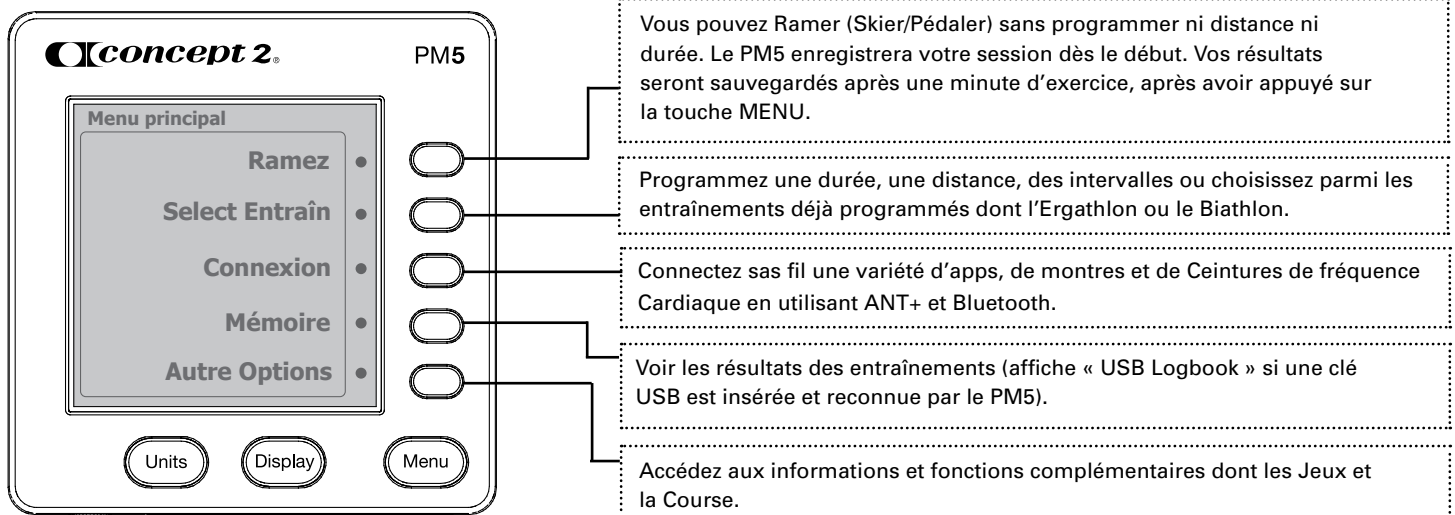 concept 2®
PM5
Menu principal
Ramez
Select Entraîn
Connexion
Mémoire
Autre Options
Units
Display
Menu
Vous pouvez Ramer (Skier/Pédaler) sans programmer ni distance ni
durée. Le PM5 enregistrera votre session dès le début. Vos résultats
seront sauvegardés après une minute d’exercice, après avoir appuyé sur
la touche MENU.
Programmez une durée, une distance, des intervalles ou choisissez parmi les
entraînements déjà programmés dont l’Ergathlon ou le Biathlon.
Connectez sas fil une variété d’apps, de montres et de Ceintures de fréquence
Cardiaque en utilisant ANT+ et Bluetooth.
Voir les résultats des entraînements (affiche « USB Logbook » si une clé
USB est insérée et reconnue par le PM5).
Accédez aux informations et fonctions complémentaires dont les Jeux et
la Course.